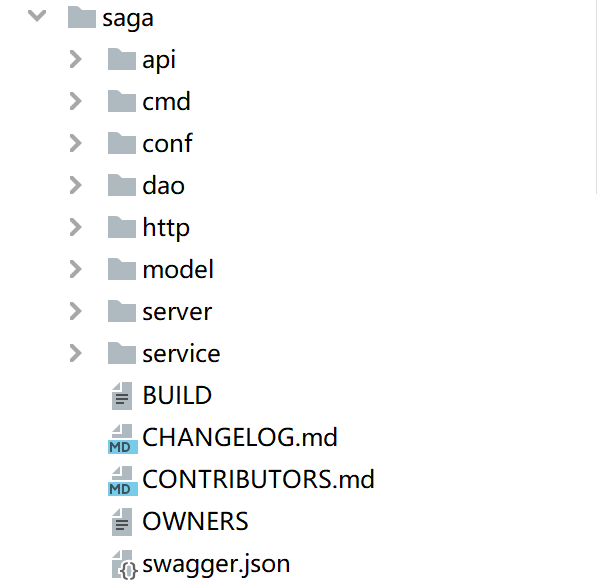 saga
api
cmd
conf
dao
http
model
server
service
BUILD
MD CHANGELOG.md
MD CONTRIBUTORS.md
OWNERS
swagger.json